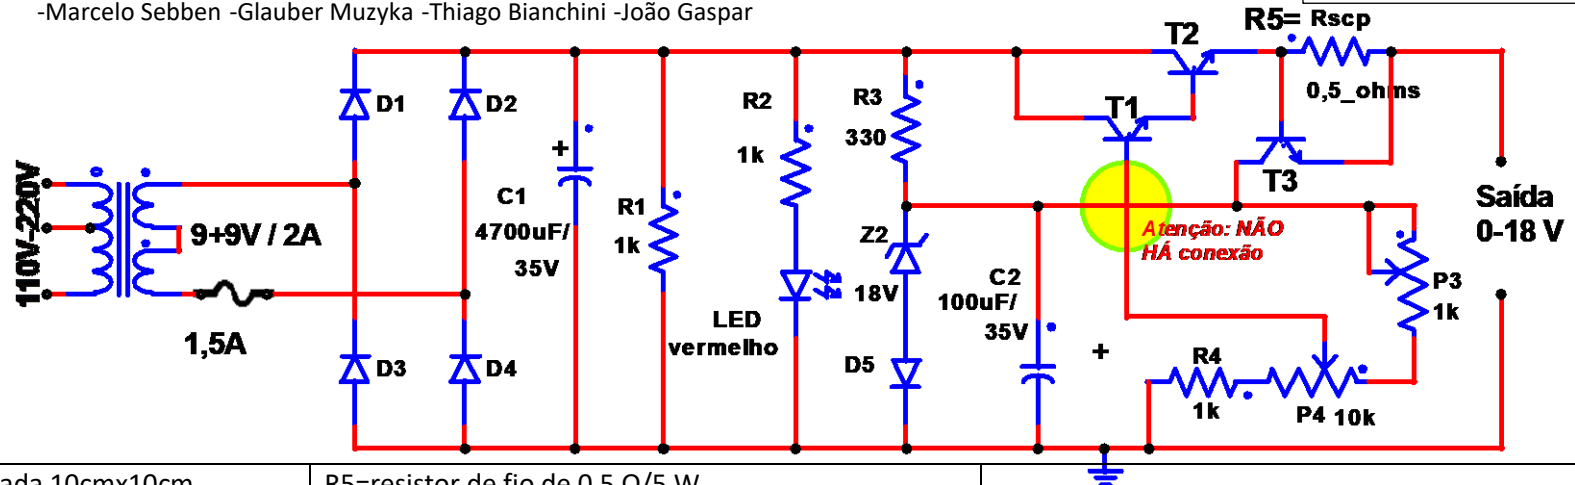 -Marcelo Sebben -Glauber Muzyka -Thiago Bianchini -João Gaspar
R5= Rscp
T2
0,5_ohms
D1
D2
R2
1k
R3
330
T1
T3
+
C1
4700uF/
35V
R1
1k
110V-220V
9+9V / 2A
1,5A
Z2
18V
Atenção: NÃO
HÁ conexão
Saída
0-18 V
C2
100uF/
35V
+
P3
1k
LED
vermelho
D3
D4
D5
R4
1k
P4 10k
ada 10cmx10cm
R5=resistor de fio de 0,5 Ω/5 W